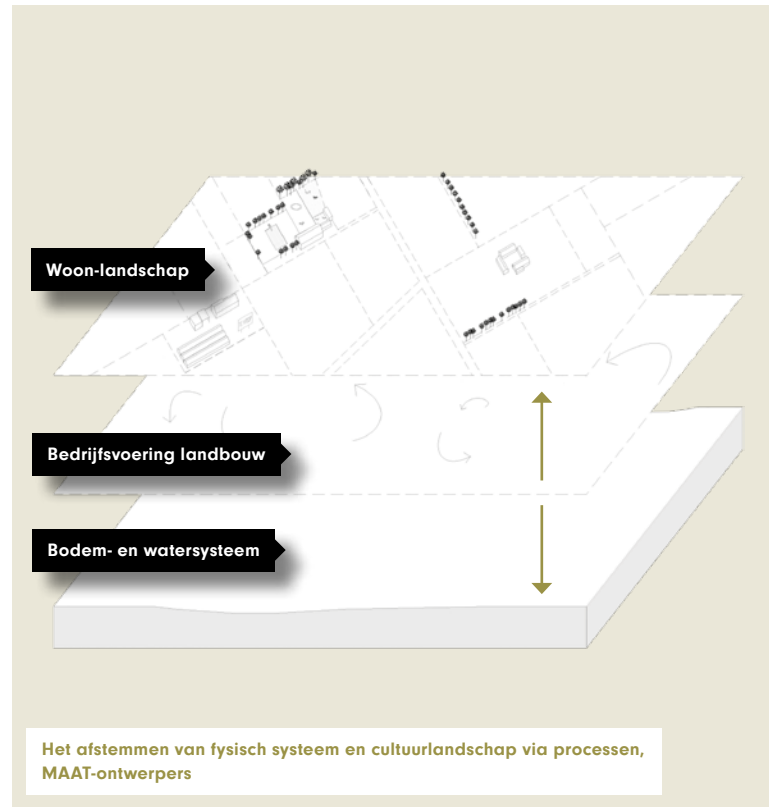 Woon-landschap
Bedrijfsvoering landbouw
Bodem- en watersysteem
Het afstemmen van fysisch systeem en cultuurlandschap via processen,
MAAT-ontwerpers